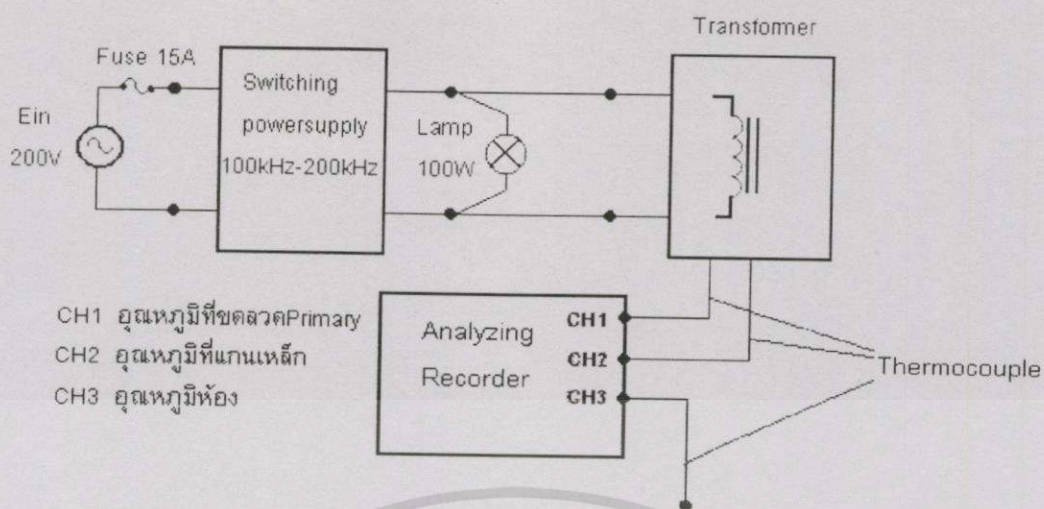 Transformer
Fuse 15A
Ein
200V
Switching
powersupply
100kHz-200kHz
Lamp
100W
CH1 อุณหภูมิที่ขดลวดPrimary
CH2 อุณหภูมิที่แกนเหล็ก
CH3 อุณหภูมิห้อง
Analyzing
Recorder
CH1
CH2
CH3
Thermocouple